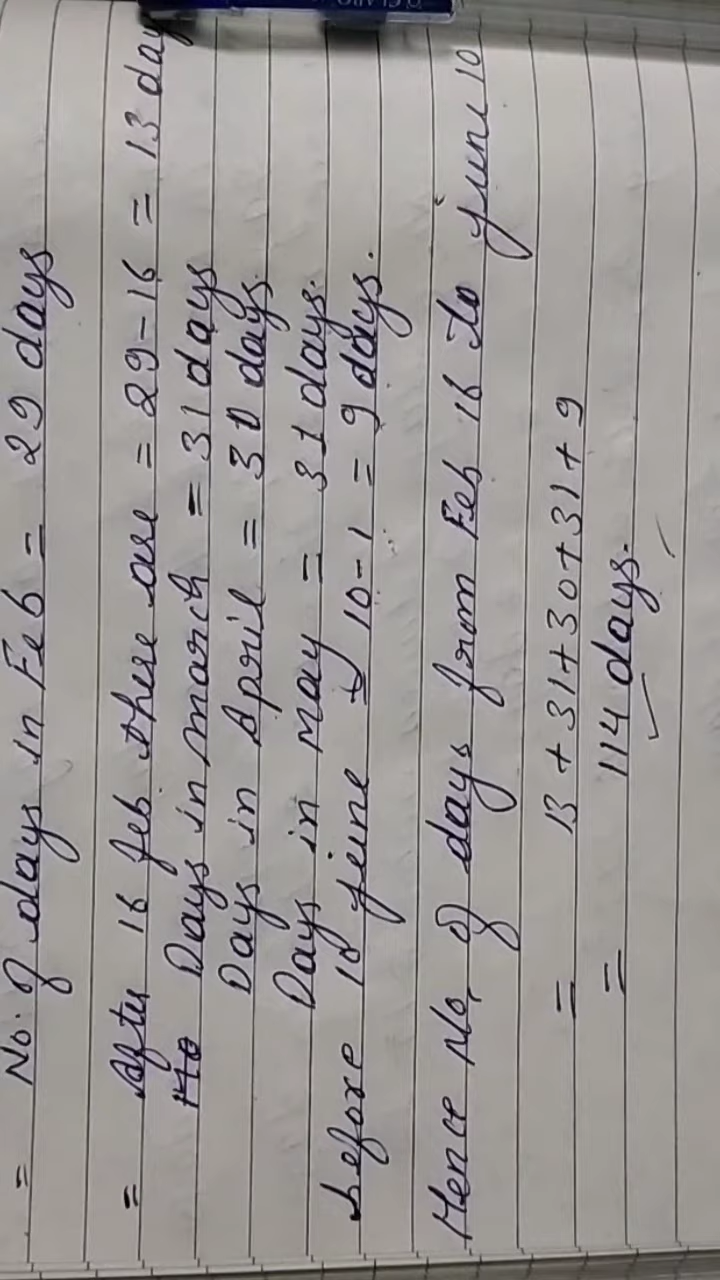 = No. of days in Feb = 29 days
= After 16 feb there are = 29-16 = 13 day
Days in march = 31 days
Days in April = 30 days.
Days in may = 31 days.
before 10 june 10-1 = 9 days.
Hence No. of days from Feb 16 to june 10
= 13+31+30+31+9
= 114 days.